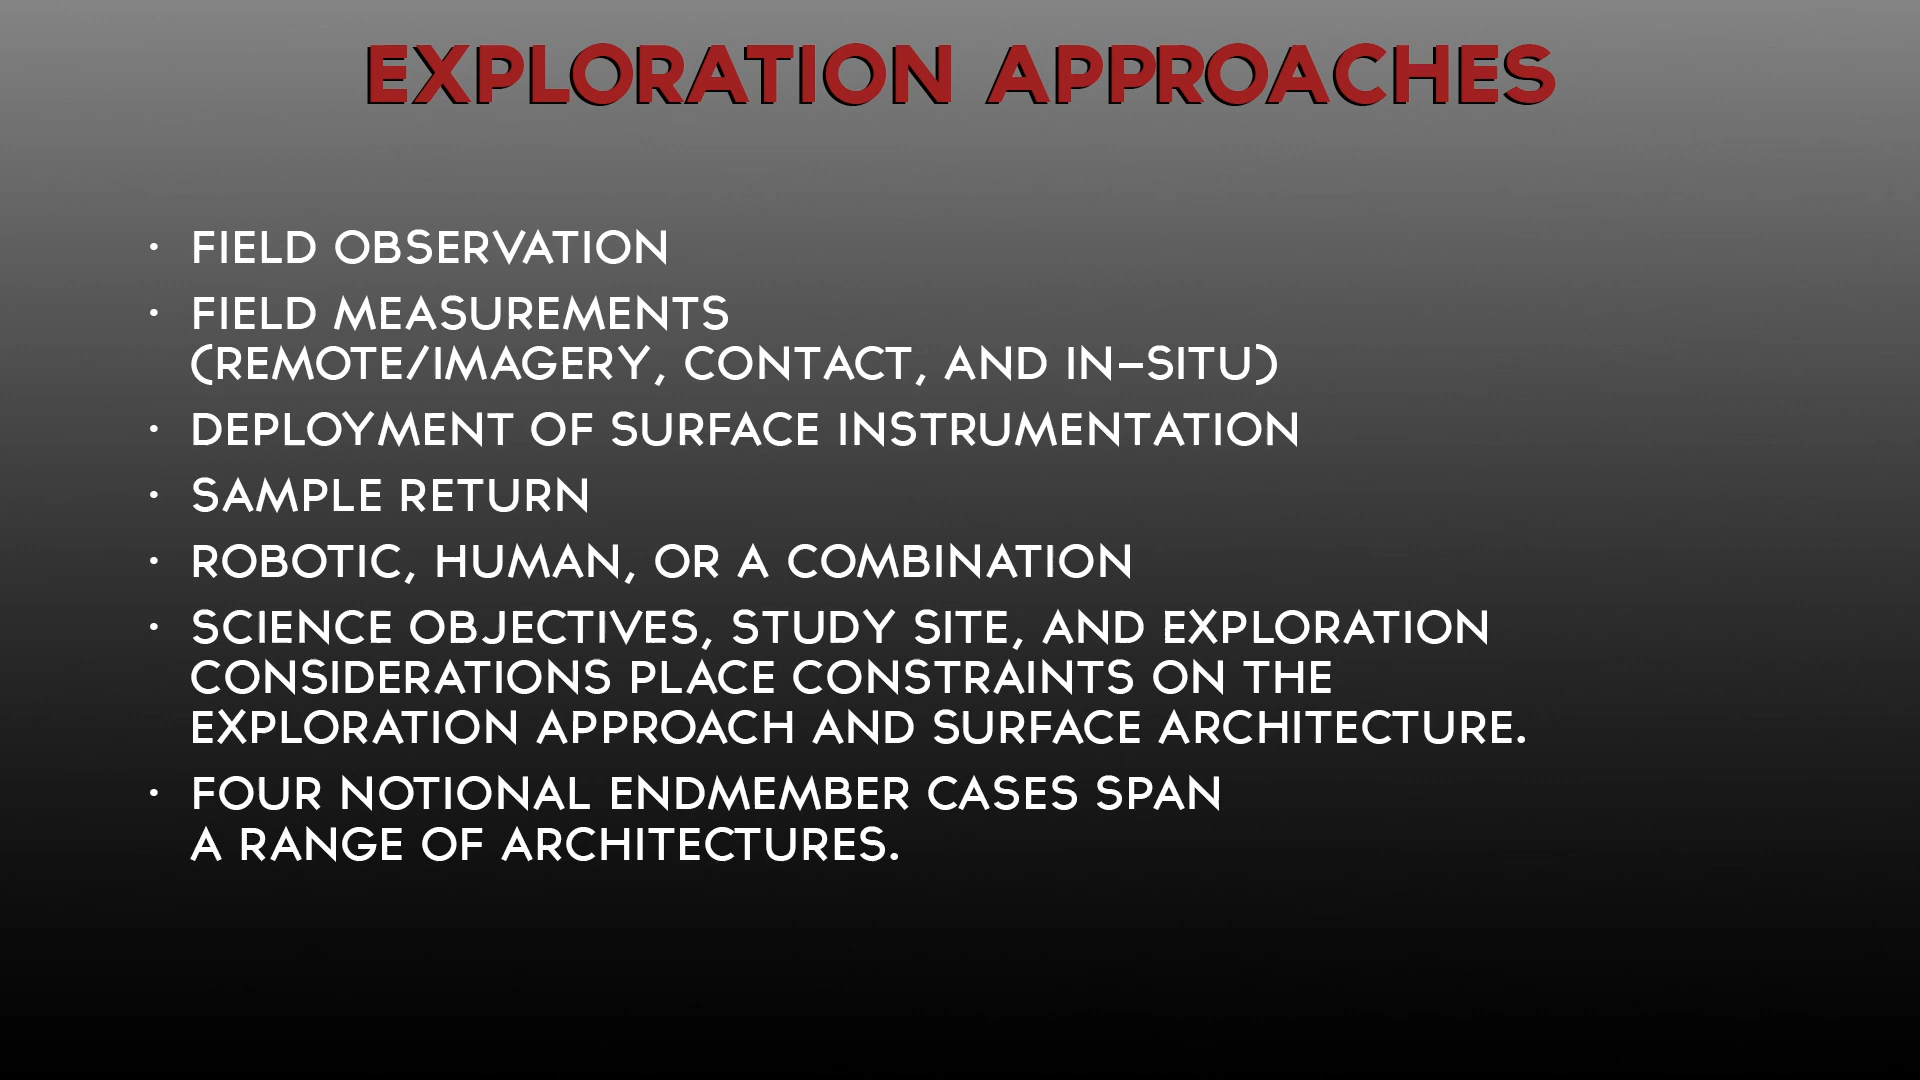 EXPLORATION APPROACHES
• FIELD OBSERVATION
• FIELD MEASUREMENTS
(REMOTE/IMAGERY, CONTACT, AND IN-SITU)
• DEPLOYMENT OF SURFACE INSTRUMENTATION
• SAMPLE RETURN
• ROBOTIC, HUMAN, OR A COMBINATION
• SCIENCE OBJECTIVES, STUDY SITE, AND EXPLORATION
CONSIDERATIONS PLACE CONSTRAINTS ON THE
EXPLORATION APPROACH AND SURFACE ARCHITECTURE.
• FOUR NOTIONAL ENDMEMBER CASES SPAN
A RANGE OF ARCHITECTURES.